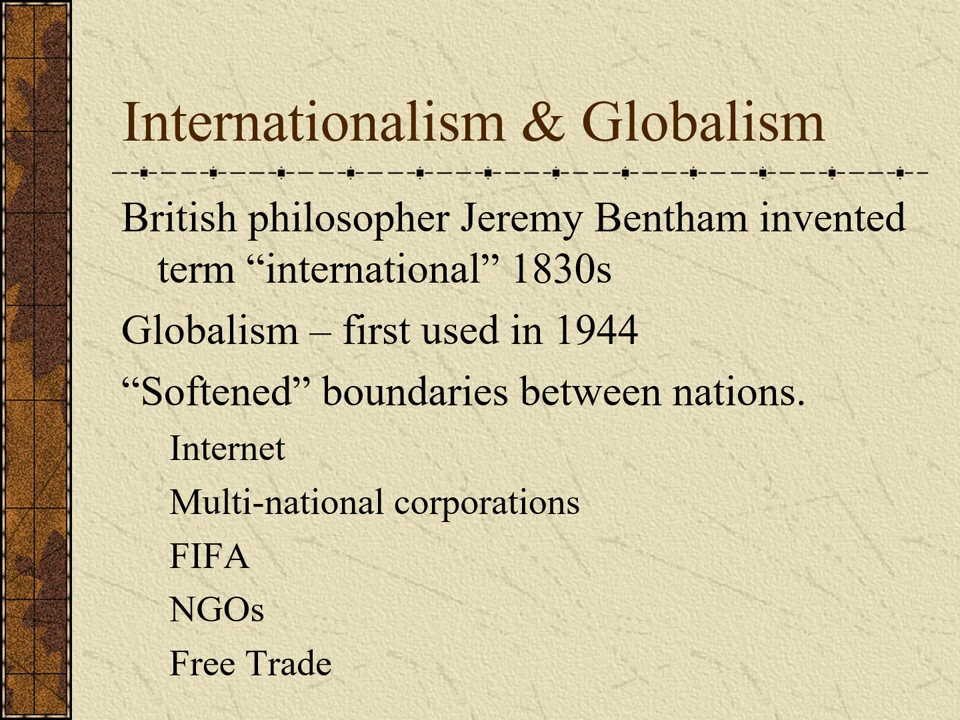 Internationalism & Globalism
British philosopher Jeremy Bentham invented
term “international” 1830s
Globalism – first used in 1944
“Softened” boundaries between nations.
Internet
Multi-national corporations
FIFA
NGOs
Free Trade